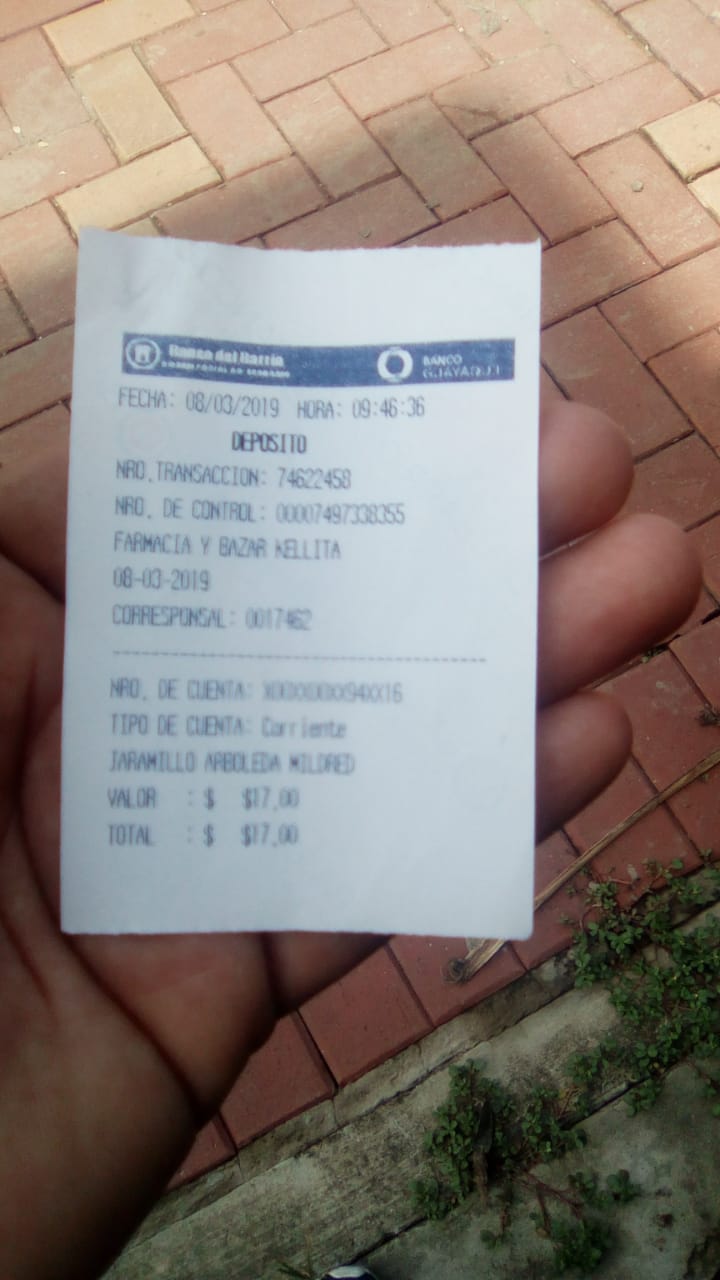 Banco del Barrio
BANCO
GUAYAQUIL
FECHA: 08/03/2019 HORA: 09:46:36
DEPOSITO
NRO.TRANSACCION: 74622458
NRO. DE CONTROL: 00007497338355
FARMACIA Y BAZAR KELLITA
08-03-2019
CORRESPONSAL: 0017462
NRO. DE CUENTA: XXXXXXXX94XX16
TIPO DE CUENTA: Corriente
JARAMILLO ARBOLEDA MILDRED
VALOR : $ $17,00
TOTAL : $ $17,00